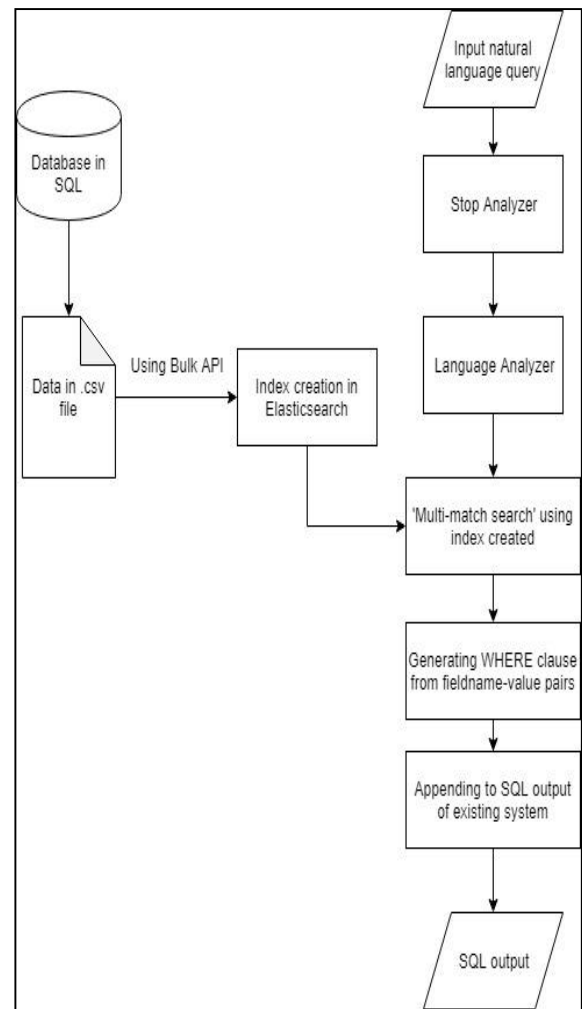 Input natural
language query
Database in
SQL
Stop Analyzer
Data in .csv
file
Using Bulk API
Index creation in
Elasticsearch
Language Analyzer
'Multi-match search' using
index created
Generating WHERE clause
from fieldname-value pairs
Appending to SQL output
of existing system
SQL output